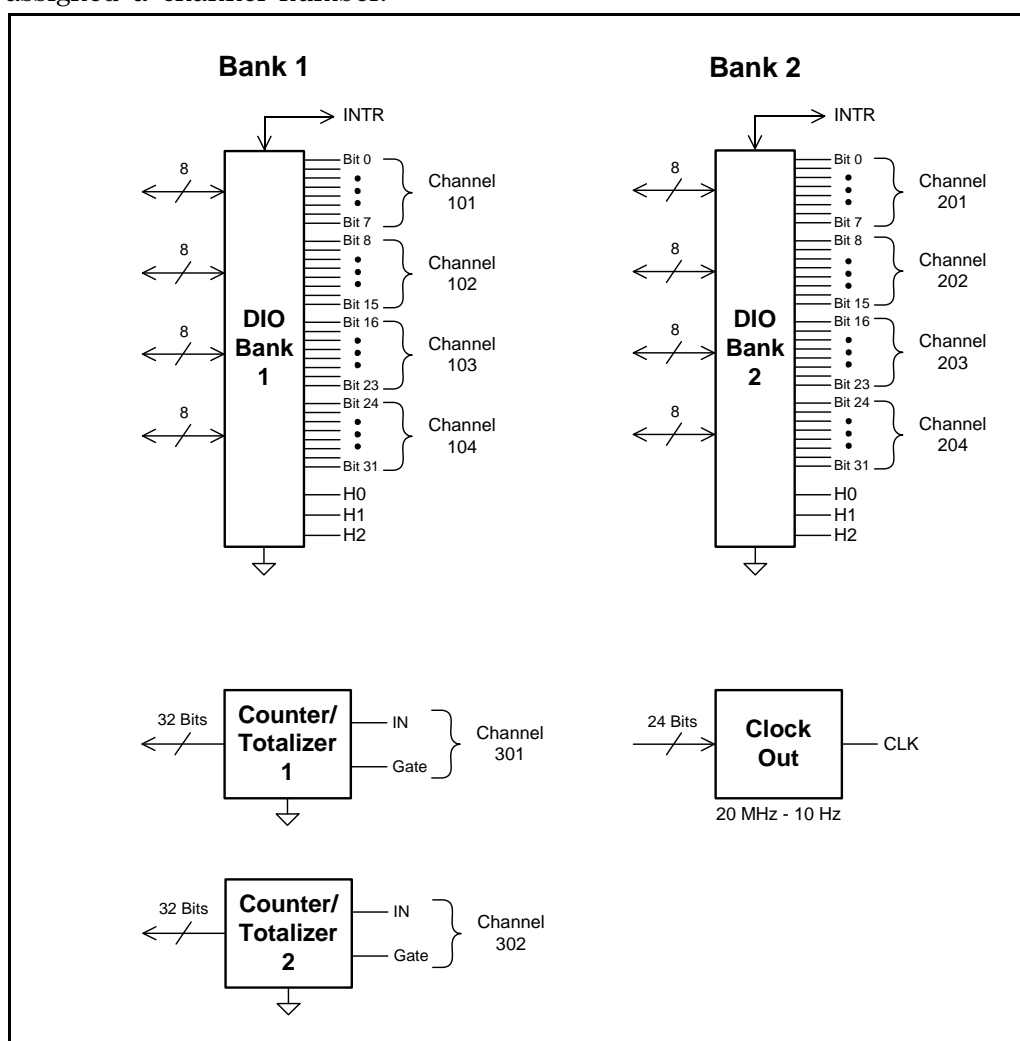 assigned a channel number.
Bank 1
INTR
8
8
8
8
DIO
Bank
1
Bit 0
Bit 7
Channel
101
Bit 8
Bit 15
Channel
102
Bit 16
Bit 23
Channel
103
Bit 24
Bit 31
Channel
104
H0
H1
H2
Bank 2
INTR
8
8
8
8
DIO
Bank
2
Bit 0
Bit 7
Channel
201
Bit 8
Bit 15
Channel
202
Bit 16
Bit 23
Channel
203
Bit 24
Bit 31
Channel
204
H0
H1
H2
32 Bits
Counter/
Totalizer
1
IN
Gate
Channel
301
24 Bits
Clock
Out
CLK
20 MHz - 10 Hz
32 Bits
Counter/
Totalizer
2
IN
Gate
Channel
302